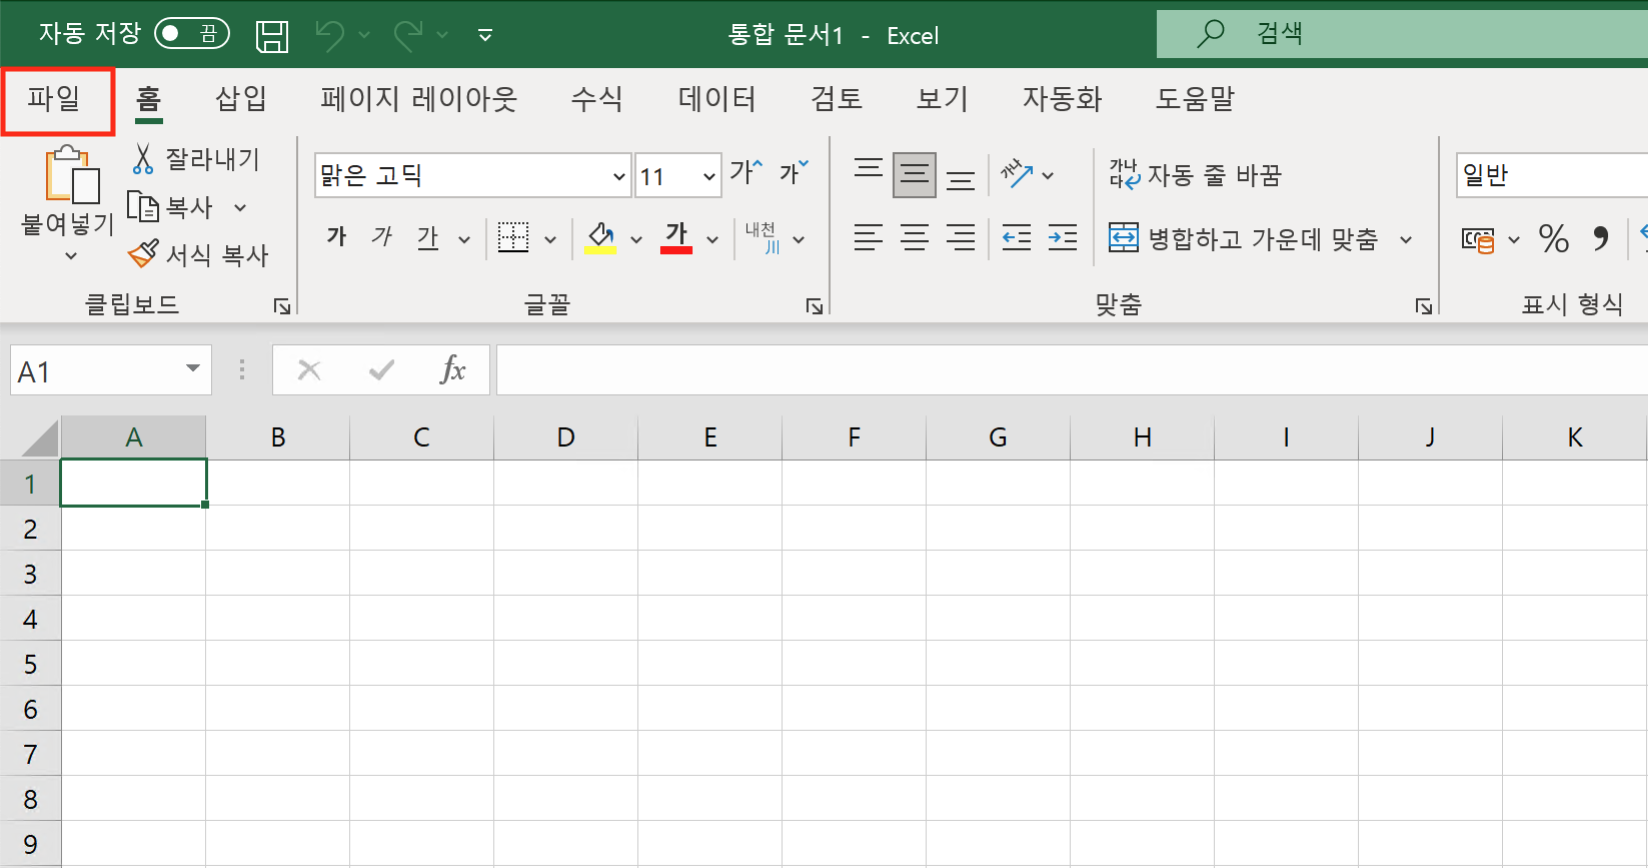 자동 저장 끔 통합 문서1 - Excel 검색
파일 홈 삽입 페이지 레이아웃 수식 데이터 검토 보기 자동화 도움말
붙여넣기
잘라내기
복사
서식 복사
클립보드
맑은 고딕 11 가 가
가 가 가 가 내천 川
글꼴
가나다 자동 줄 바꿈
병합하고 가운데 맞춤
맞춤
일반
% ,
표시 형식
A1 fx
A B C D E F G H I J K
1
2
3
4
5
6
7
8
9